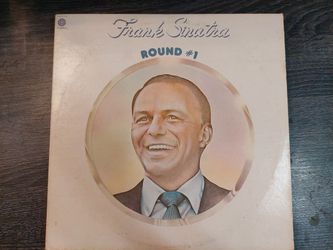 Frank Sinatra
ROUND #1